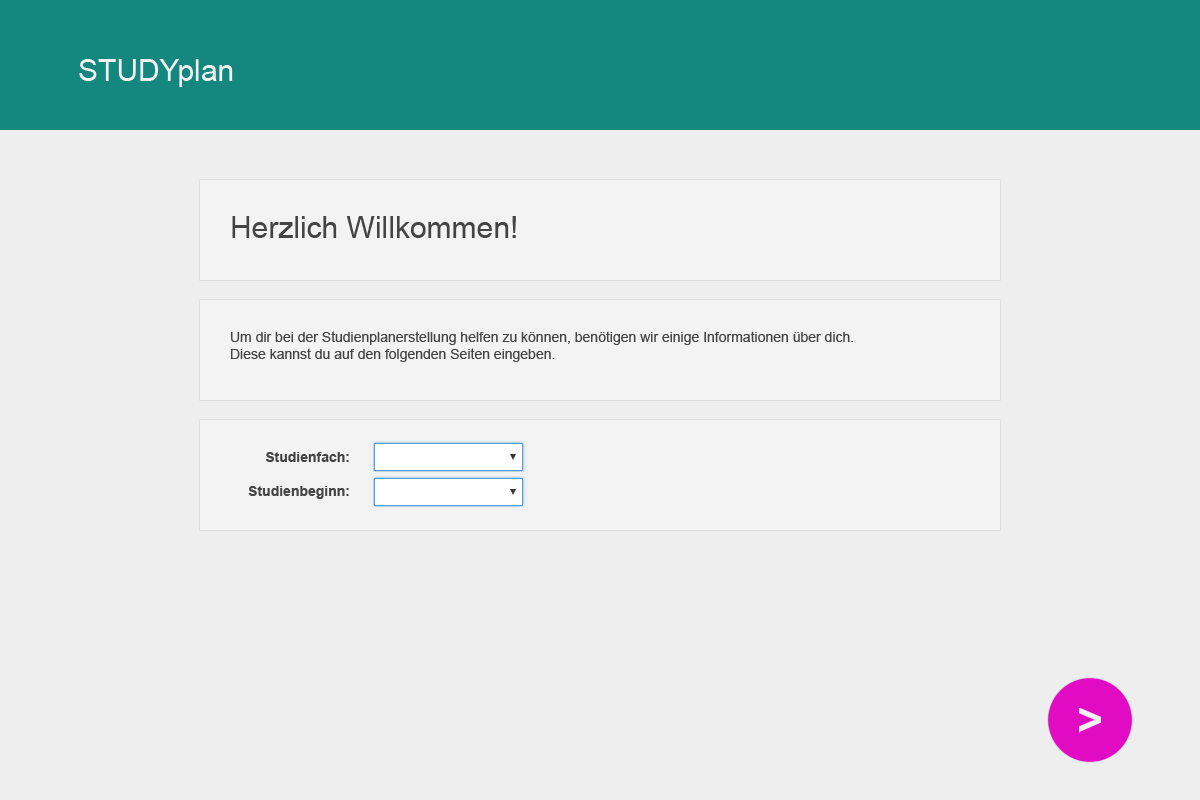 STUDYplan
Herzlich Willkommen!
Um dir bei der Studienplanerstellung helfen zu können, benötigen wir einige Informationen über dich.
Diese kannst du auf den folgenden Seiten eingeben.
Studienfach:
Studienbeginn:
>